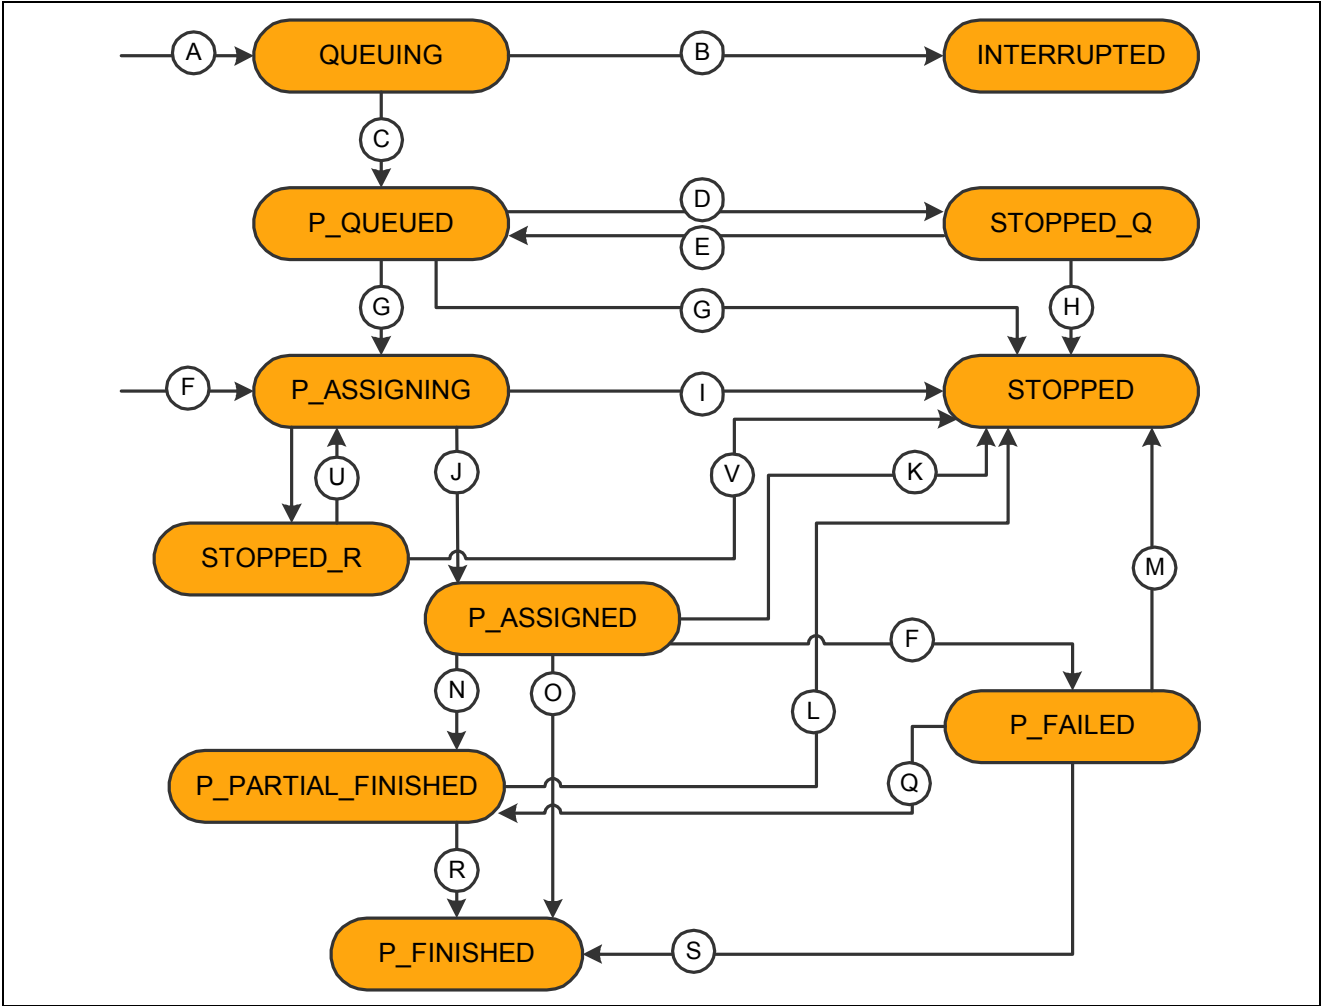 A
QUEUING
B
INTERRUPTED
C
P_QUEUED
D
E
STOPPED_Q
G
G
H
F
P_ASSIGNING
I
STOPPED
U
J
V
K
STOPPED_R
M
P_ASSIGNED
F
N
O
L
P_FAILED
P_PARTIAL_FINISHED
Q
R
P_FINISHED
S